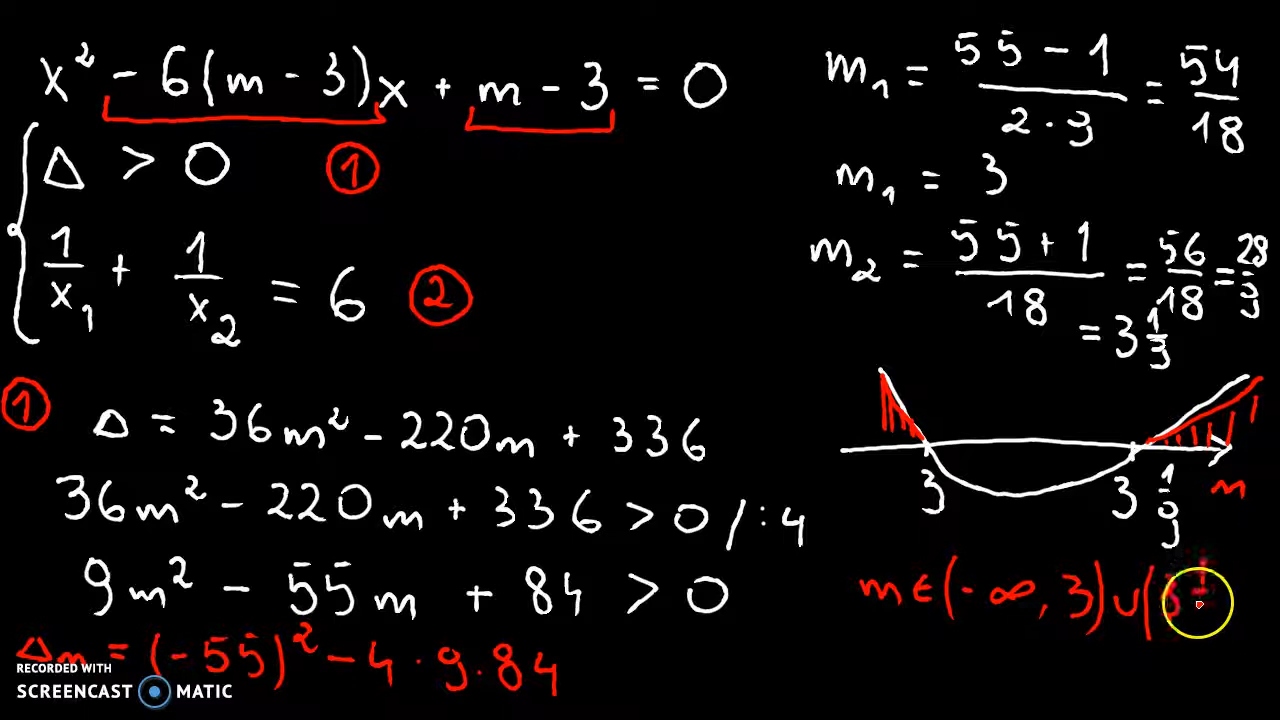 x² - 6(m - 3)x + m - 3 = 0
Δ > 0 ①
1/x₁ + 1/x₂ = 6 ②
① Δ = 36m² - 220m + 336
36m² - 220m + 336 > 0 /:4
9m² - 55m + 84 > 0
Δm = (-55)² - 4 · 9 · 84
RECORDED WITH
SCREENCAST MATIC
m₁ = (55 - 1)/(2 · 9) = 54/18
m₁ = 3
m₂ = (55 + 1)/18 = 56/18 = 28/9
= 3 1/9
3 3 1/9 m
m ∈ (-∞, 3) ∪ (3 1